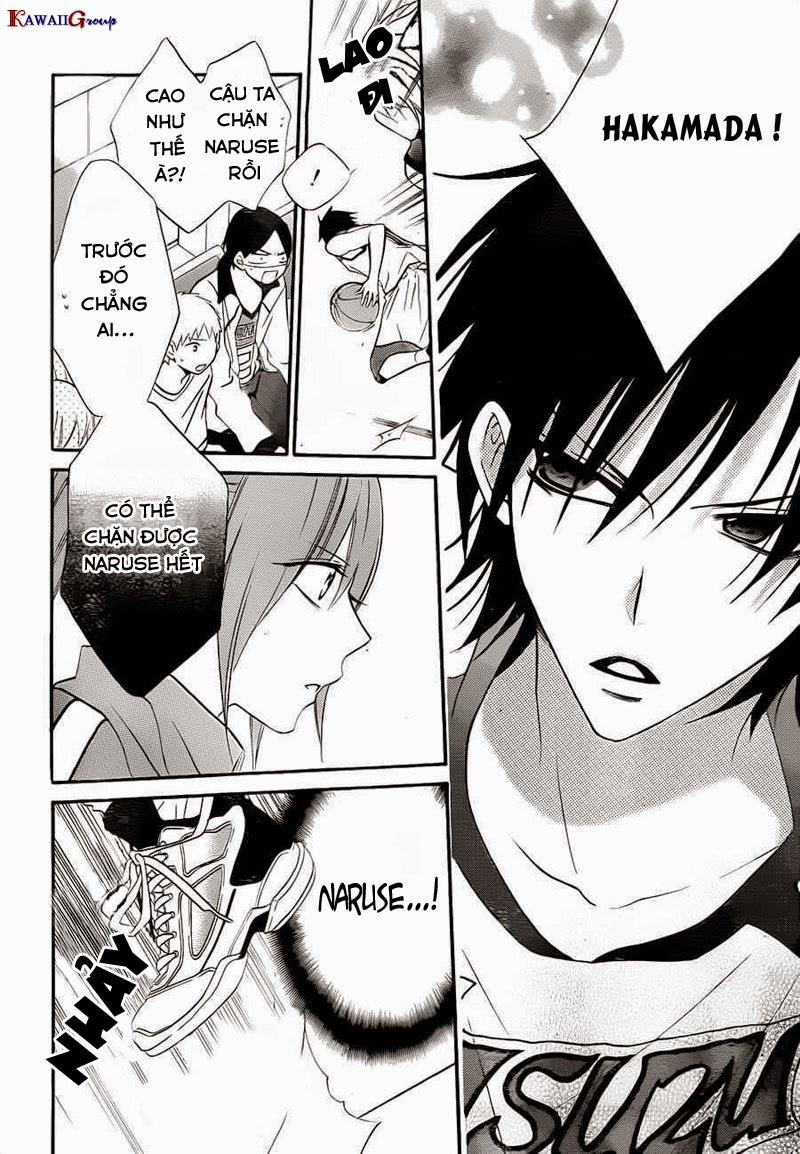 KAWAIIGROUP
HAKAMADA !
LAO
ĐI
!
CẬU TA
CHẶN
NARUSE
RỒI
CAO
NHƯ
THẾ
À?!
TRƯỚC
ĐÓ
CHẲNG
AI...
CÓ THỂ
CHẶN ĐƯỢC
NARUSE HẾT
NARUSE...!
NHẢY
SUZU